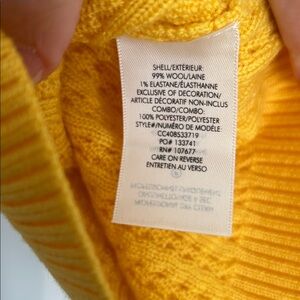 SHELL/EXTÉRIEUR:
99% WOOL/LAINE
1% ELASTANE/ÉLASTHANNE
EXCLUSIVE OF DECORATION/
ARTICLE DÉCORATIF NON-INCLUS
COMBO/COMBO:
100% POLYESTER/POLYESTER
STYLE#/NUMÉRO DE MODÈLE:
CC40B533719
PO# 133741
RN# 107677
CARE ON REVERSE
ENTRETIEN AU VERSO